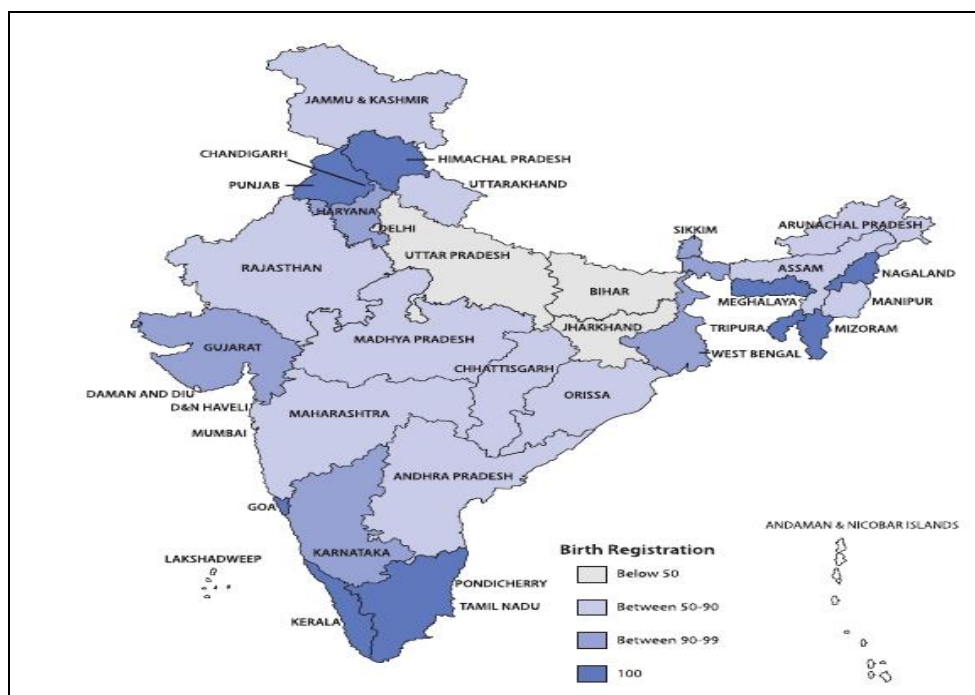 JAMMU & KASHMIR
CHANDIGARH
HIMACHAL PRADESH
PUNJAB
UTTARAKHAND
HARYANA
DELHI
SIKKIM
ARUNACHAL PRADESH
RAJASTHAN
UTTAR PRADESH
ASSAM
NAGALAND
BIHAR
MEGHALAYA
MANIPUR
JHARKHAND
TRIPURA
MIZORAM
MADHYA PRADESH
GUJARAT
WEST BENGAL
CHHATTISGARH
DAMAN AND DIU
ORISSA
D&N HAVELI
MAHARASHTRA
MUMBAI
ANDHRA PRADESH
GOA
ANDAMAN & NICOBAR ISLANDS
KARNATAKA
LAKSHADWEEP
PONDICHERRY
TAMIL NADU
KERALA
Birth Registration
Below 50
Between 50-90
Between 90-99
100